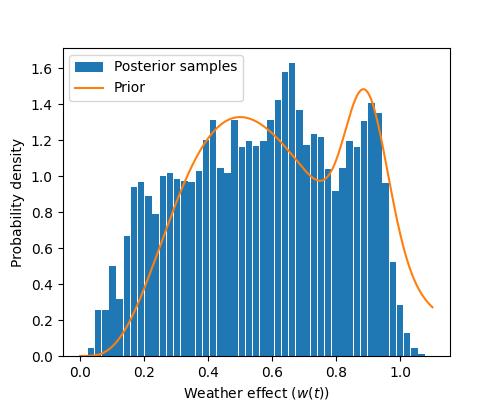 Posterior samples
Prior
Probability density
1.6
1.4
1.2
1.0
0.8
0.6
0.4
0.2
0.0
0.0 0.2 0.4 0.6 0.8 1.0
Weather effect (w(t))